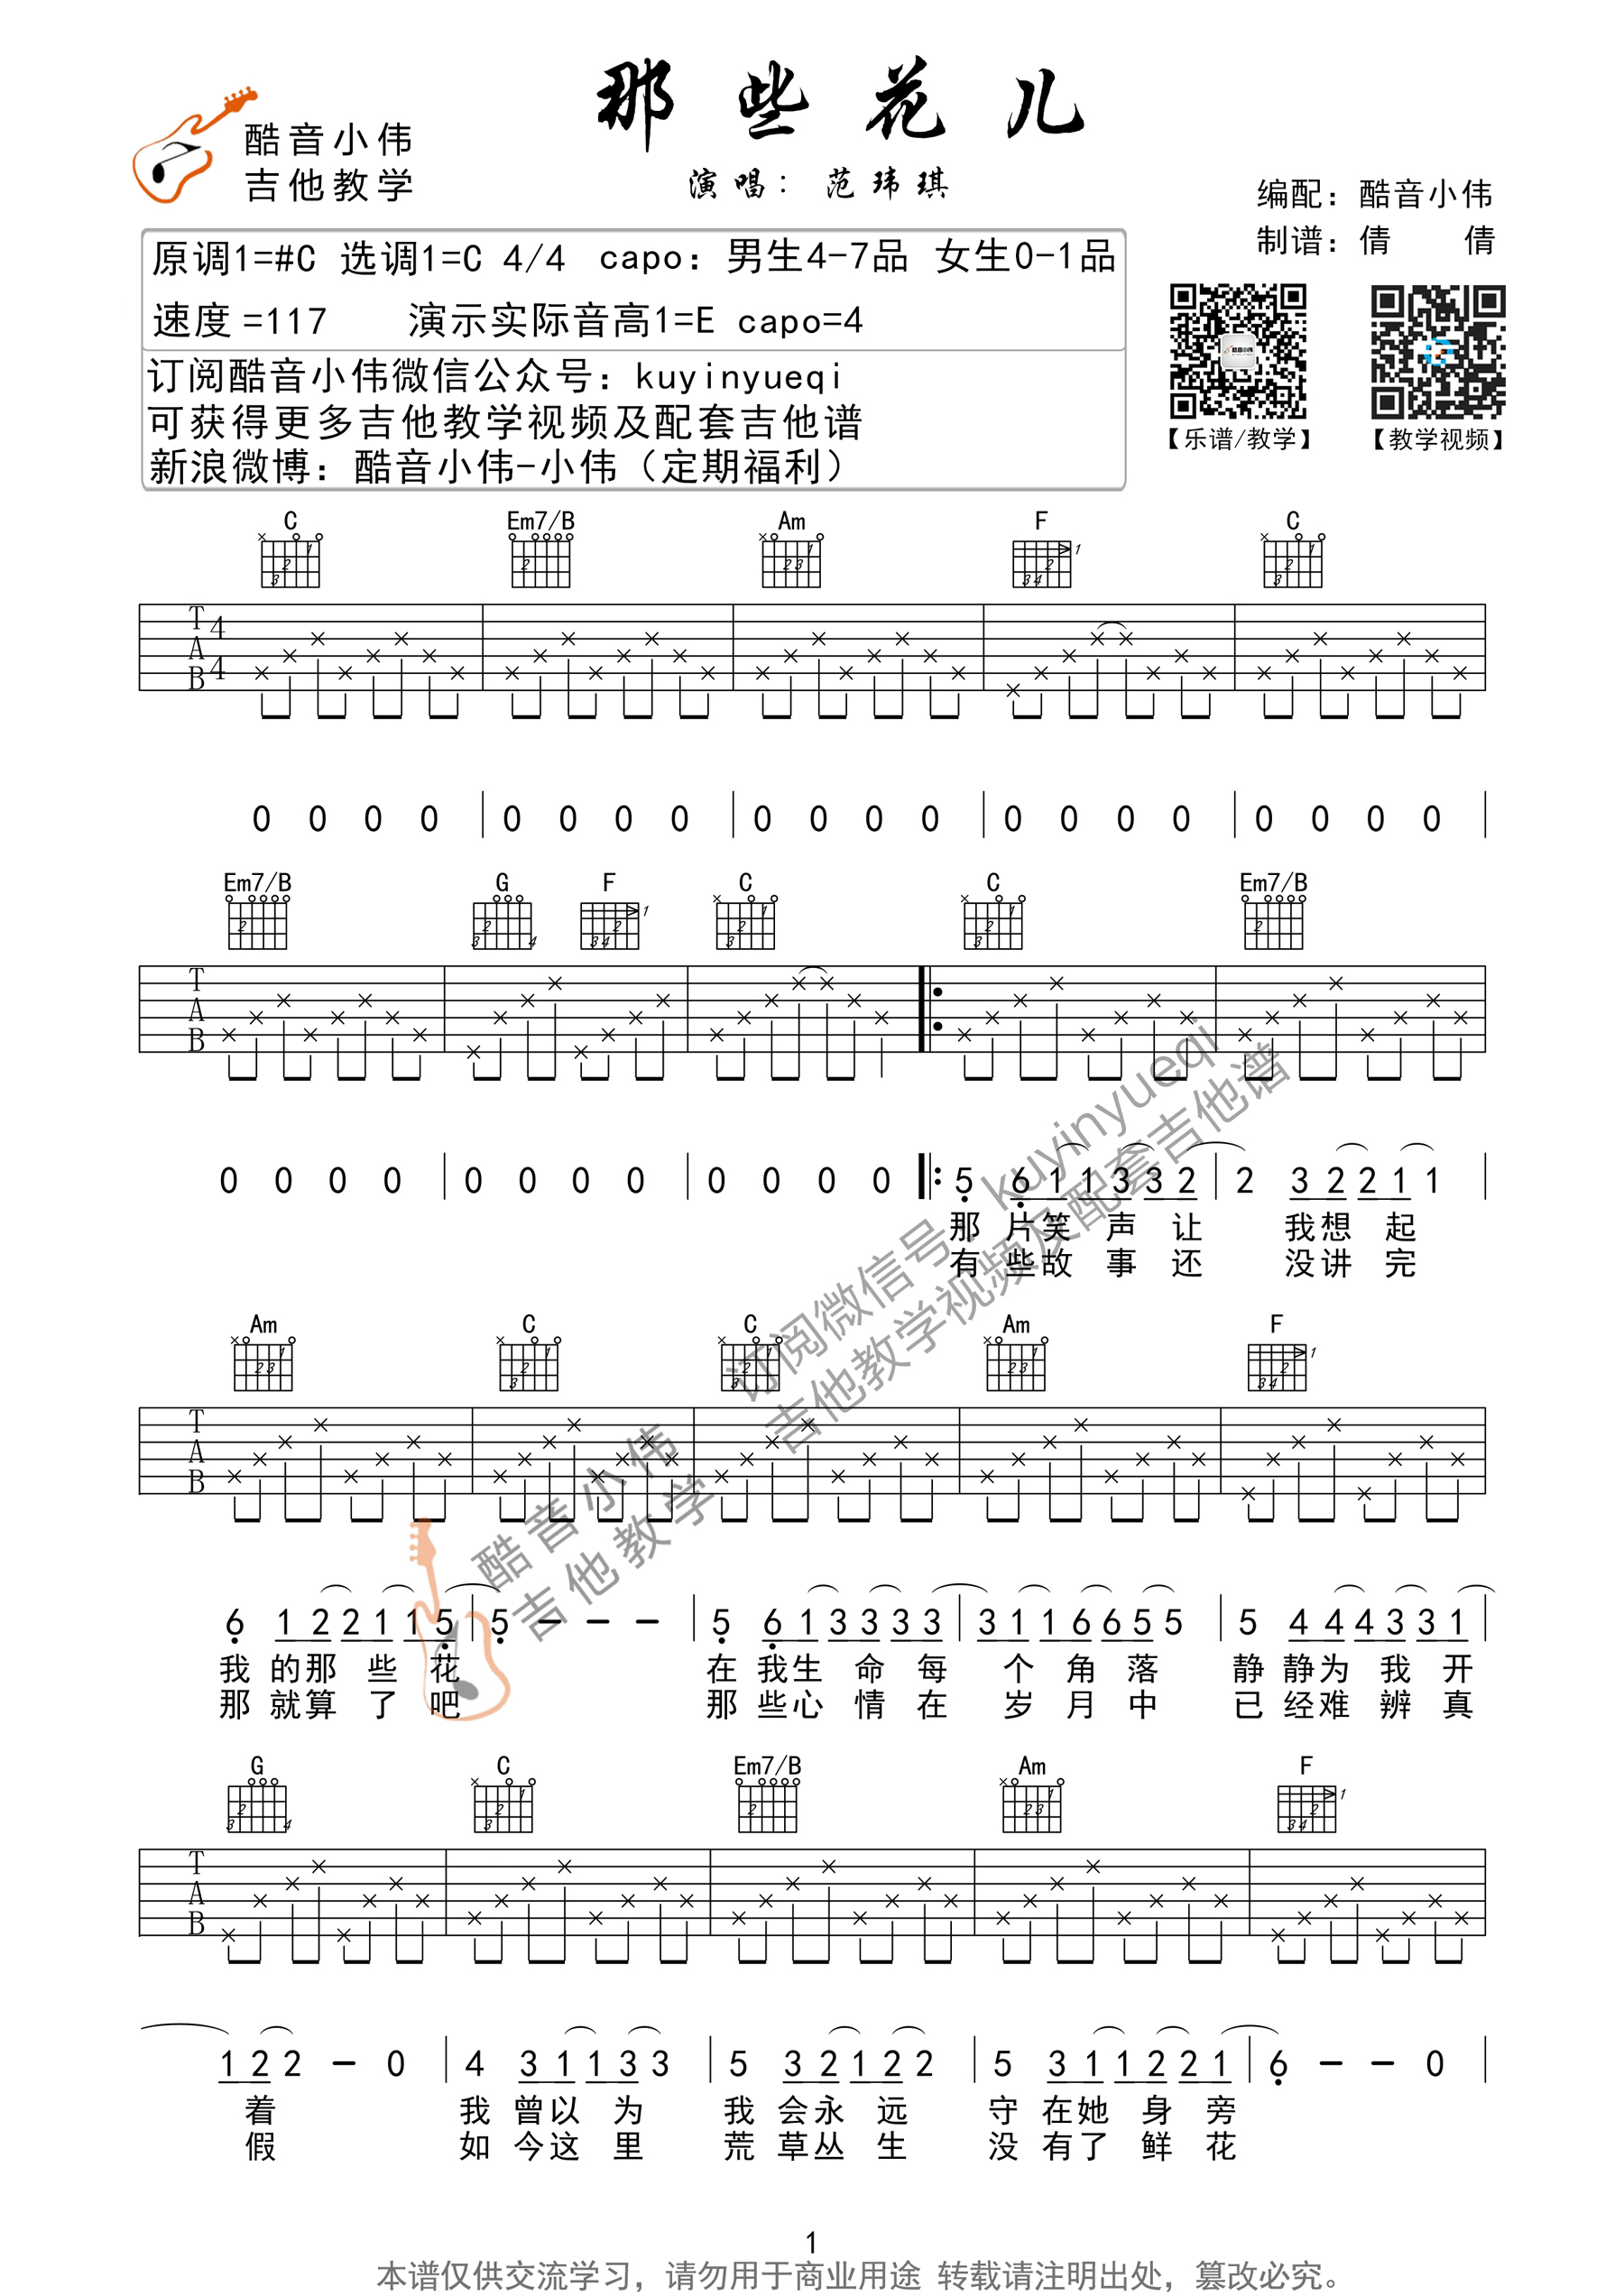 那些花儿
酷音小伟
吉他教学
演唱：范玮琪
编配：酷音小伟
制谱：倩 倩
原调1=#C 选调1=C 4/4 capo：男生4-7品 女生0-1品
速度=117 演示实际音高1=E capo=4
订阅酷音小伟微信公众号：kuyinyueqi
可获得更多吉他教学视频及配套吉他谱
新浪微博：酷音小伟-小伟（定期福利）
【乐谱/教学】 【教学视频】
C Em7/B Am F C
T 4
A
B 4
0 0 0 0 | 0 0 0 0 | 0 0 0 0 | 0 0 0 0 | 0 0 0 0 |
Em7/B G F C C Em7/B
T
A
B
0 0 0 0 | 0 0 0 0 | 0 0 0 0 |: 5 6 1 1 3 3 2 | 2 3 2 2 1 1 |
那 片 笑 声 让 我 想 起
有 些 故 事 还 没 讲 完
Am C C Am F
T
A
B
6 1 2 2 1 1 5 | 5 - - - | 5 6 1 3 3 3 3 | 3 1 1 6 6 5 5 | 5 4 4 4 3 3 1 |
我 的 那 些 花 在 我 生 命 每 个 角 落 静 静 为 我 开
那 就 算 了 吧 那 些 心 情 在 岁 月 中 已 经 难 辨 真
G C Em7/B Am F
T
A
B
1 2 2 - 0 | 4 3 1 1 3 3 | 5 3 2 1 2 2 | 5 3 1 1 2 2 1 | 6 - - 0 |
着 我 曾 以 为 我 会 永 远 守 在 她 身 旁
假 如 今 这 里 荒 草 丛 生 没 有 了 鲜 花
酷音小伟
吉他教学
订阅微信号：kuyinyueqi
吉他教学视频及配套吉他谱
1
本谱仅供交流学习，请勿用于商业用途 转载请注明出处，篡改必究。